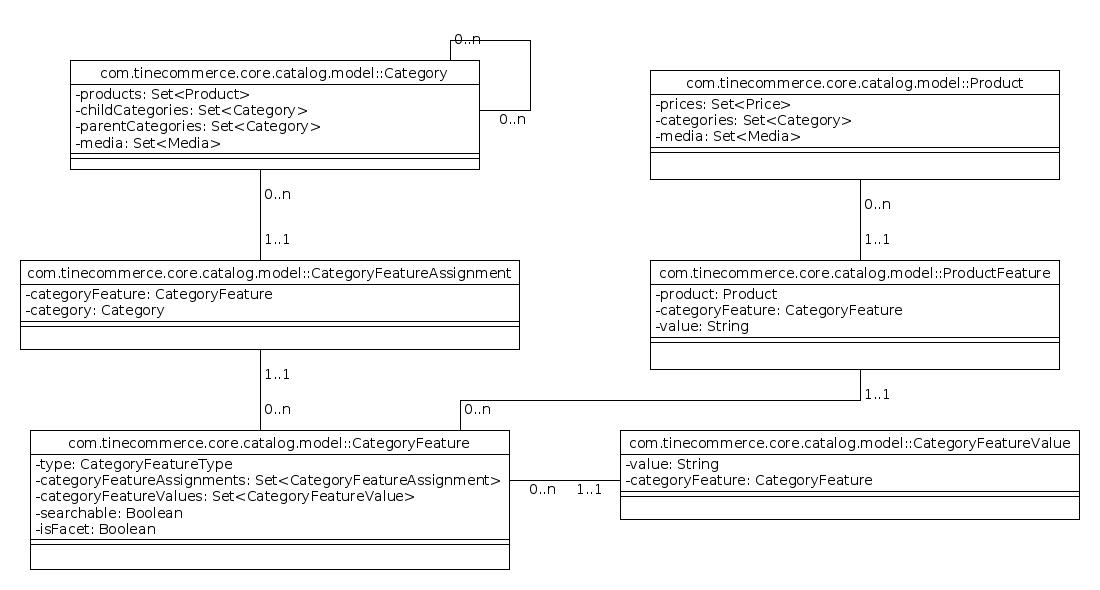 0..n
com.tinecommerce.core.catalog.model::Category
-products: Set<Product>
-childCategories: Set<Category>
-parentCategories: Set<Category>
-media: Set<Media>
0..n
com.tinecommerce.core.catalog.model::Product
-prices: Set<Price>
-categories: Set<Category>
-media: Set<Media>
0..n
1..1
0..n
1..1
com.tinecommerce.core.catalog.model::CategoryFeatureAssignment
-categoryFeature: CategoryFeature
-category: Category
com.tinecommerce.core.catalog.model::ProductFeature
-product: Product
-categoryFeature: CategoryFeature
-value: String
1..1
0..n
1..1
0..n
com.tinecommerce.core.catalog.model::CategoryFeature
-type: CategoryFeatureType
-categoryFeatureAssignments: Set<CategoryFeatureAssignment>
-categoryFeatureValues: Set<CategoryFeatureValue>
-searchable: Boolean
-isFacet: Boolean
0..n
1..1
com.tinecommerce.core.catalog.model::CategoryFeatureValue
-value: String
-categoryFeature: CategoryFeature